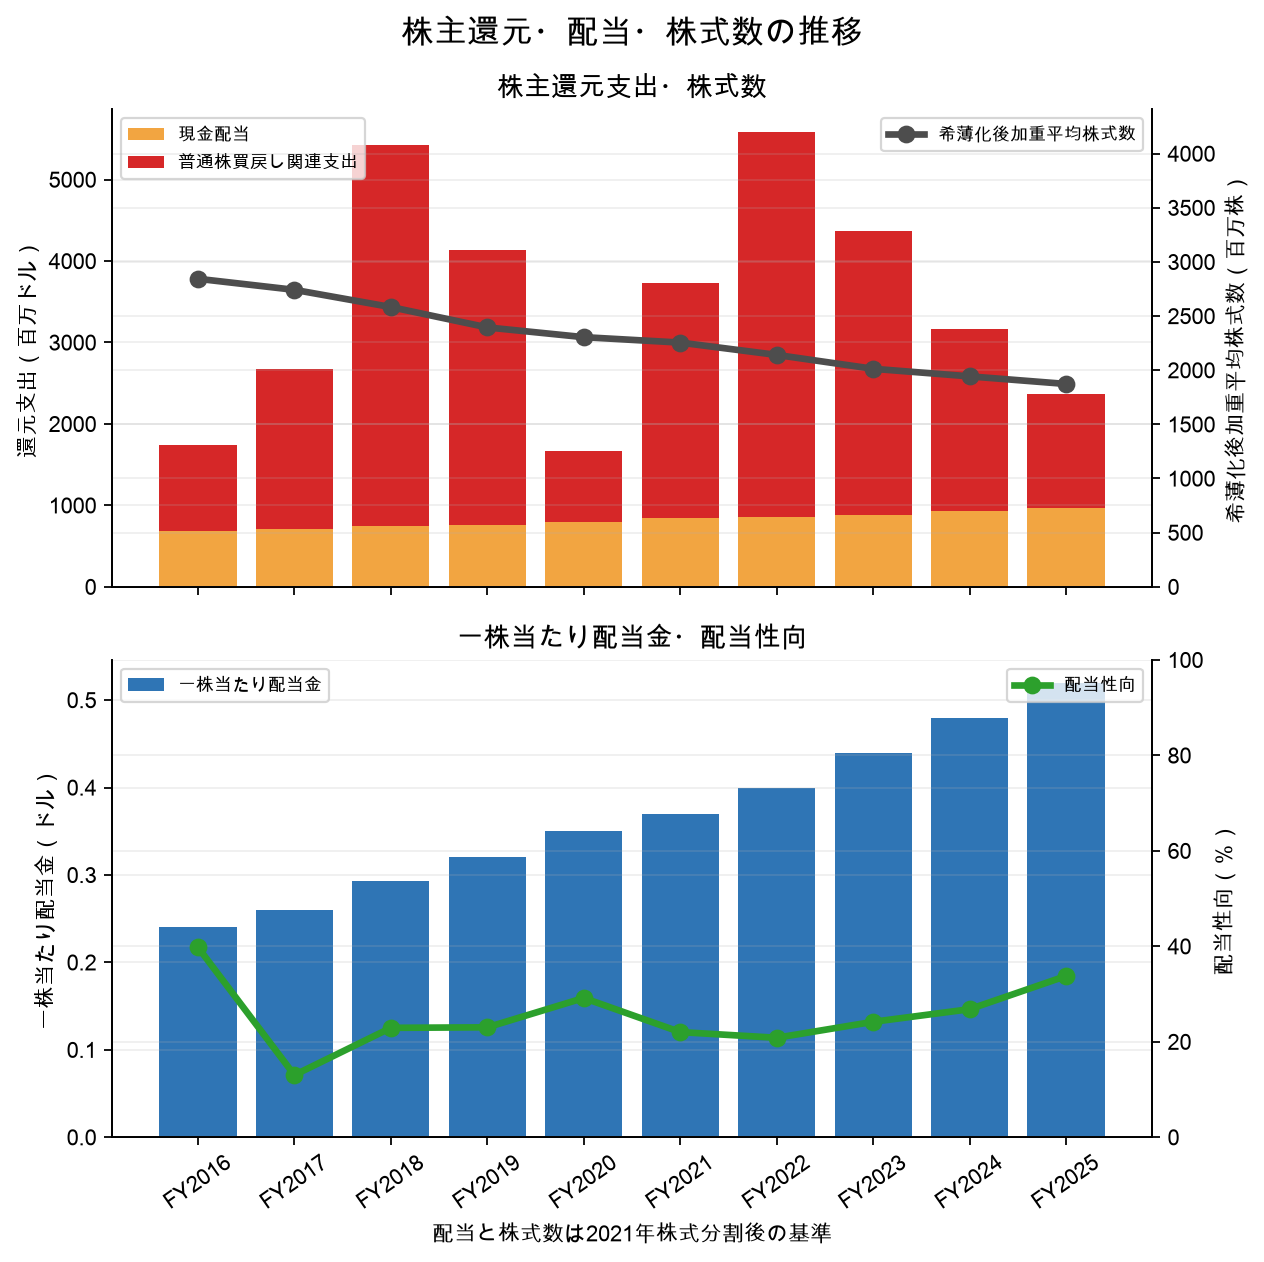 株主還元・配当・株式数の推移
株主還元支出・株式数
現金配当
普通株買戻し関連支出
希薄化後加重平均株式数
還元支出(百万ドル)
5000
4000
3000
2000
1000
0
4000
3500
3000
2500
2000
1500
1000
500
0
希薄化後加重平均株式数(百万株)
一株当たり配当金・配当性向
一株当たり配当金
配当性向
一株当たり配当金(ドル)
0.5
0.4
0.3
0.2
0.1
0.0
100
80
60
40
20
0
配当性向(%)
FY2016
FY2017
FY2018
FY2019
FY2020
FY2021
FY2022
FY2023
FY2024
FY2025
配当と株式数は2021年株式分割後の基準